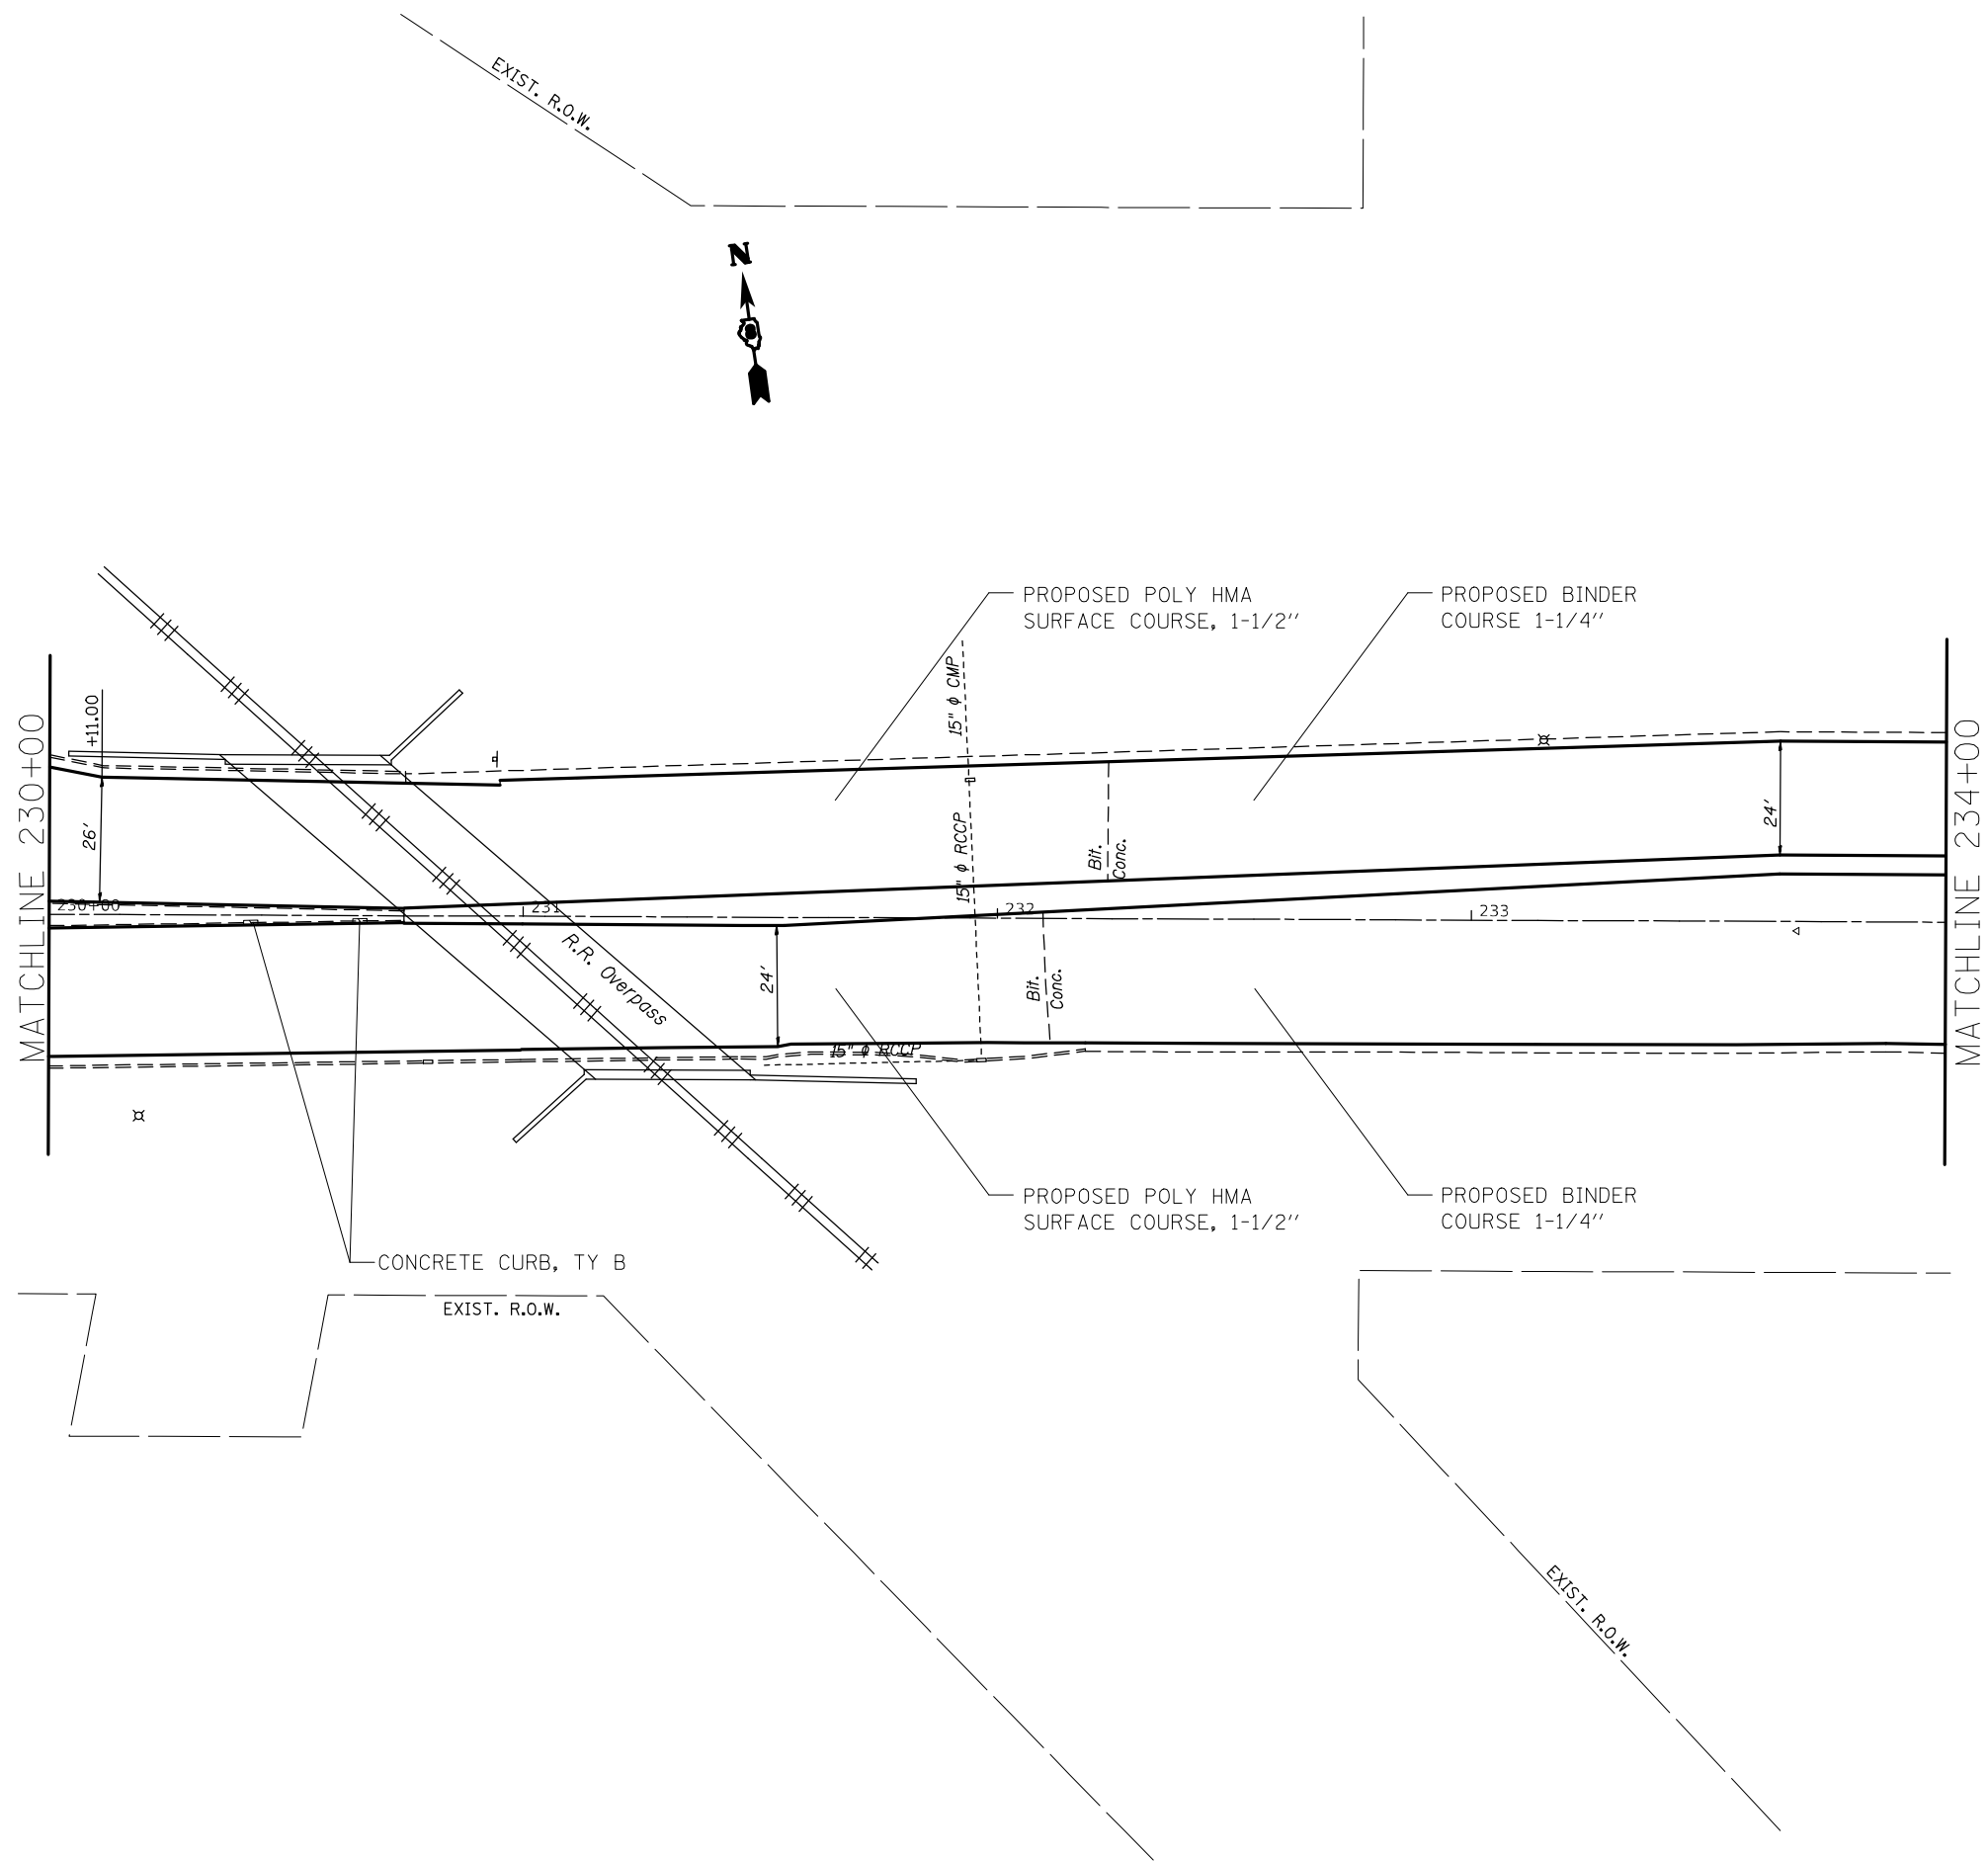 EXIST. R.O.W.
N
PROPOSED POLY HMA
SURFACE COURSE, 1-1/2"
PROPOSED BINDER
COURSE 1-1/4"
MATCHLINE 230+00
+11.00
26'
15" ϕ CMP
15" ϕ RCCP
Bit.
Conc.
24'
MATCHLINE 234+00
230+00
231
232
233
R.R. Overpass
24'
Bit.
Conc.
15" ϕ RCCP
PROPOSED POLY HMA
SURFACE COURSE, 1-1/2"
PROPOSED BINDER
COURSE 1-1/4"
CONCRETE CURB, TY B
EXIST. R.O.W.
EXIST. R.O.W.